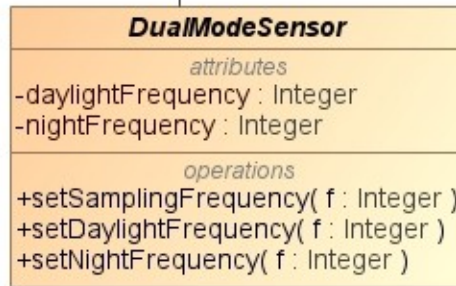 DualModeSensor
attributes
-daylightFrequency : Integer
-nightFrequency : Integer
operations
+setSamplingFrequency( f : Integer )
+setDaylightFrequency( f : Integer )
+setNightFrequency( f : Integer )